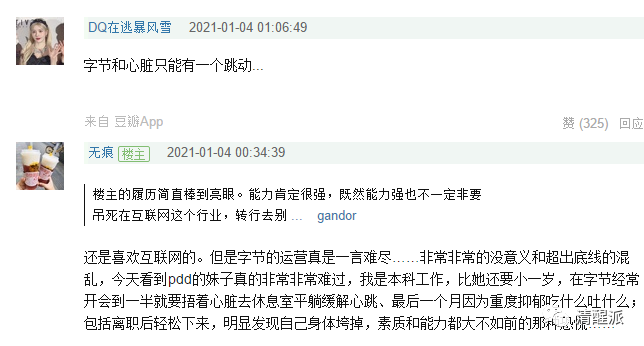 DQ在逃暴风雪 2021-01-04 01:06:49
字节和心脏只能有一个跳动...
来自 豆瓣App 赞 (325) 回应
无痕 楼主 2021-01-04 00:34:39
楼主的履历简直棒到亮眼。能力肯定很强，既然能力强也不一定非要
吊死在互联网这个行业，转行去别 ... gandor
还是喜欢互联网的。但是字节的运营真是一言难尽……非常非常的没意义和超出底线的混
乱，今天看到pdd的妹子真的非常非常难过，我是本科工作，比她还要小一岁，在字节经常
开会到一半就要捂着心脏去休息室平躺缓解心跳、最后一个月因为重度抑郁吃什么吐什么；
包括离职后轻松下来，明显发现自己身体垮掉，素质和能力都大不如前的那种恐慌……
清醒派